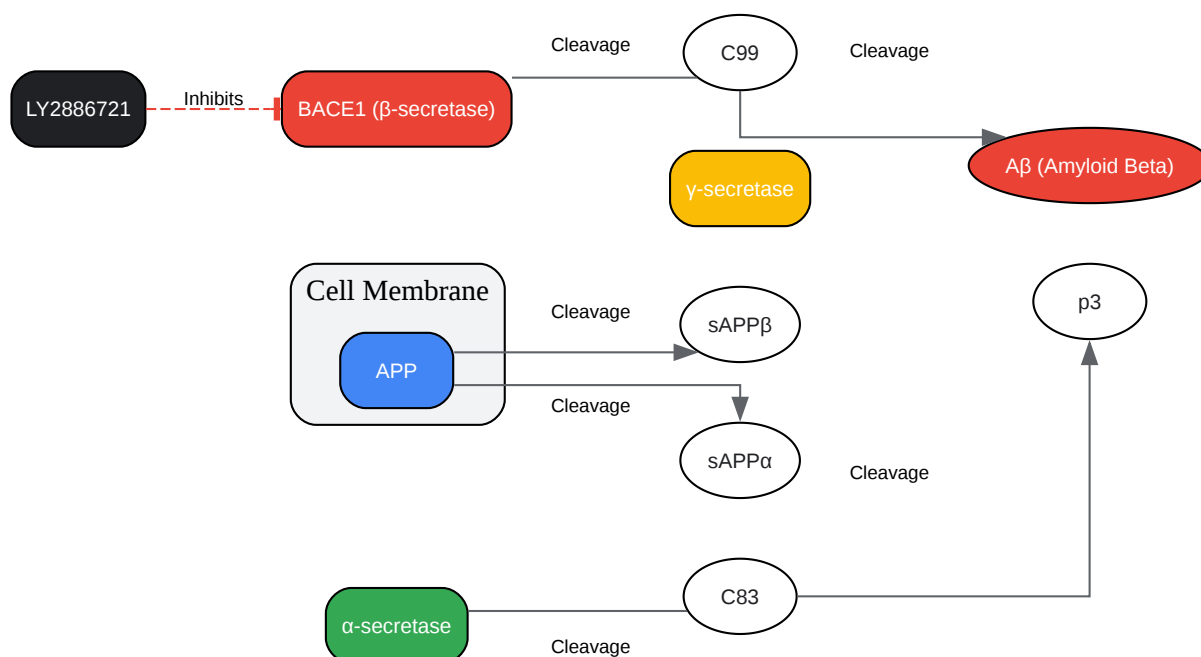 Cleavage
C99
Cleavage
LY2886721
Inhibits
BACE1 (β-secretase)
Aβ (Amyloid Beta)
γ-secretase
Cell Membrane
Cleavage
sAPPβ
p3
APP
Cleavage
sAPPα
Cleavage
C83
α-secretase
Cleavage